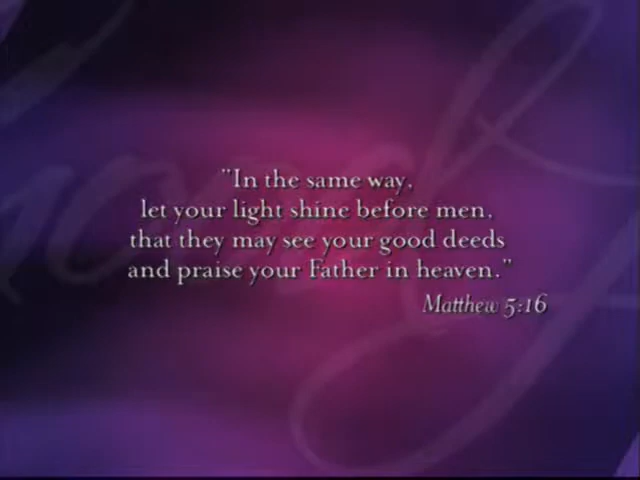 "In the same way,
let your light shine before men,
that they may see your good deeds
and praise your Father in heaven."
Matthew 5:16